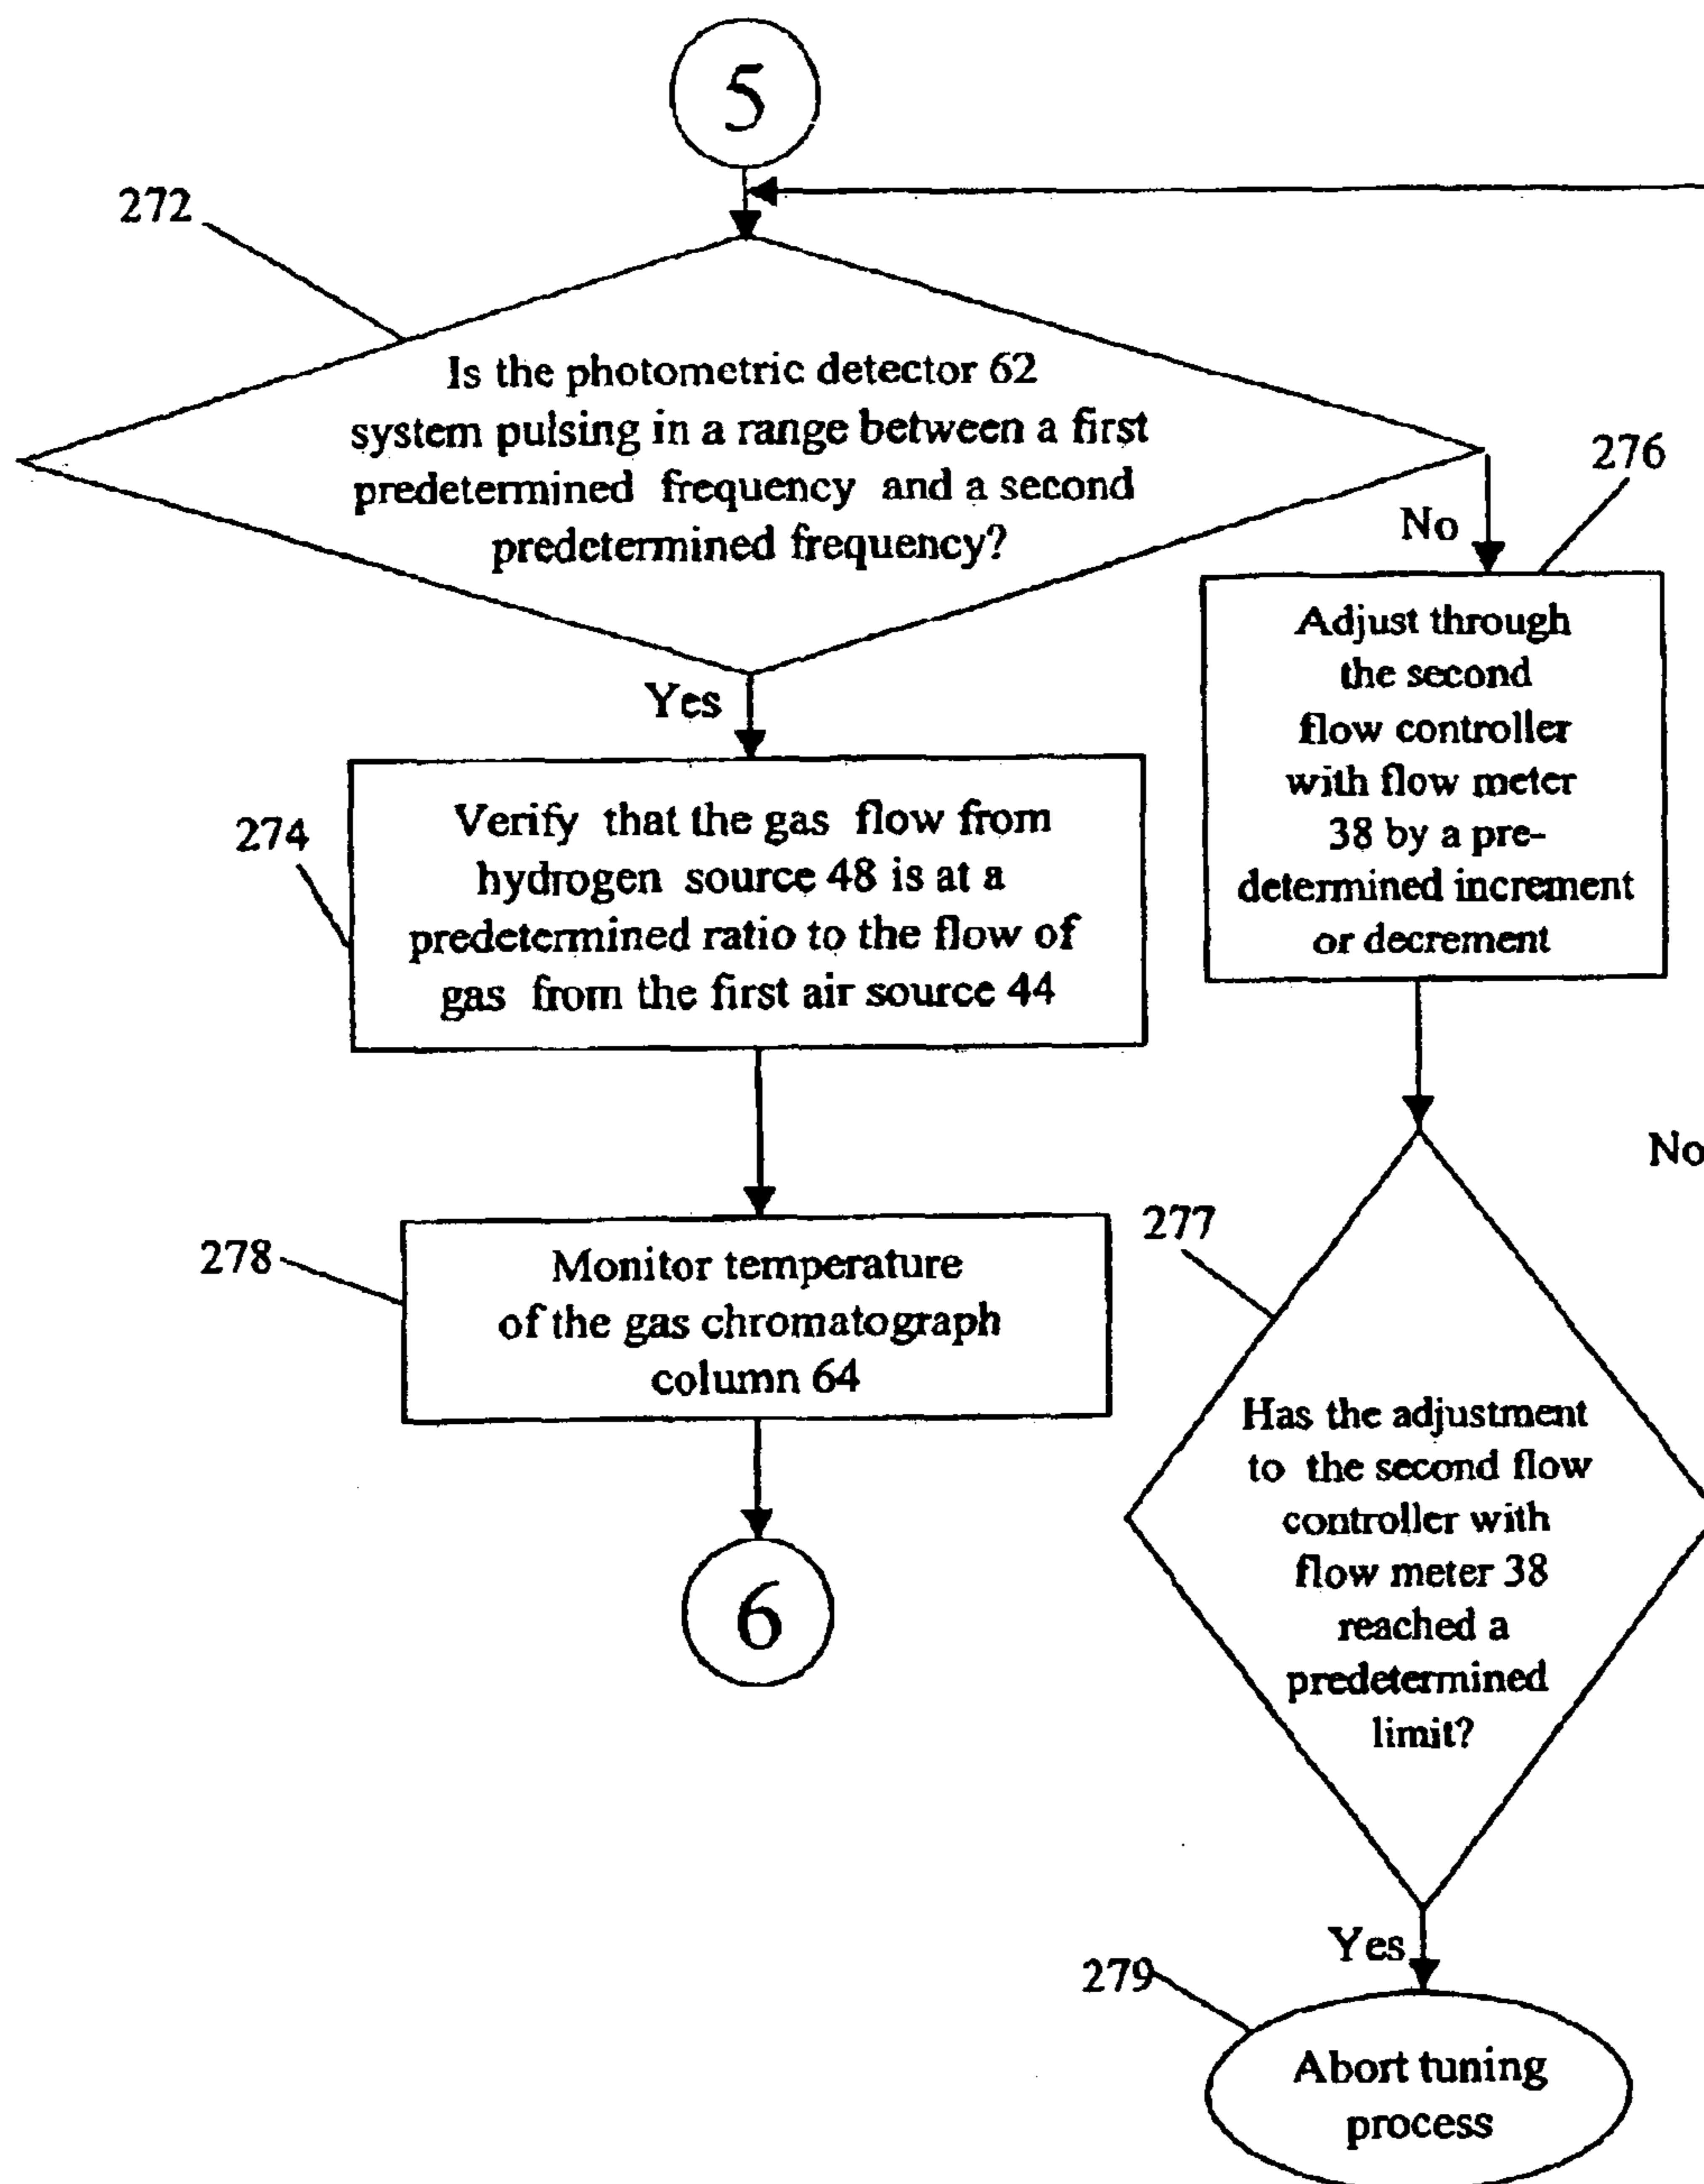 5
272
Is the photometric detector 62
system pulsing in a range between a first
predetermined frequency and a second
predetermined frequency?
276
No
Yes
Adjust through
the second
flow controller
with flow meter
38 by a pre-
determined increment
or decrement
274
Verify that the gas flow from
hydrogen source 48 is at a
predetermined ratio to the flow of
gas from the first air source 44
No
277
278
Monitor temperature
of the gas chromatograph
column 64
Has the adjustment
to the second flow
controller with
flow meter 38
reached a
predetermined
limit?
6
Yes
279
Abort tuning
process